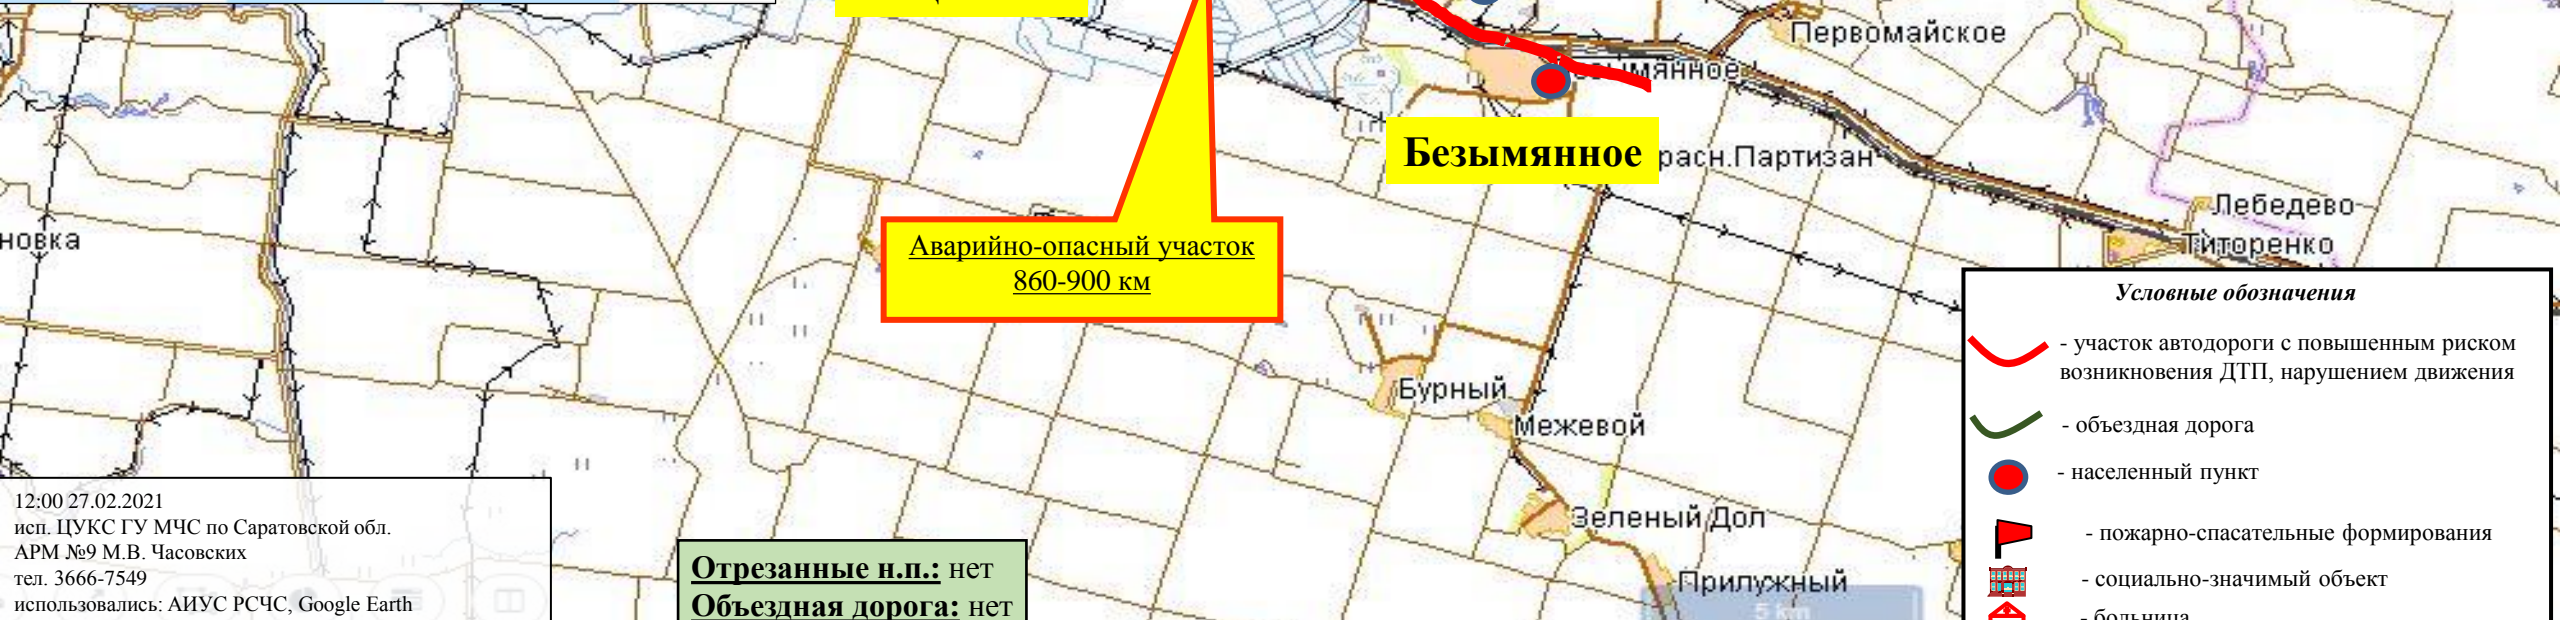 Первомайское
Безымянное
расн.Партизан
Лебедево
Титоренко
новка
Аварийно-опасный участок
860-900 км
Условные обозначения
- участок автодороги с повышенным риском
возникновения ДТП, нарушением движения
- объездная дорога
- населенный пункт
- пожарно-спасательные формирования
- социально-значимый объект
- больница
Бурный
Межевой
Зеленый Дол
Прилужный
5 km
12:00 27.02.2021
исп. ЦУКС ГУ МЧС по Саратовской обл.
АРМ №9 М.В. Часовских
тел. 3666-7549
использовались: АИУС РСЧС, Google Earth
Отрезанные н.п.: нет
Объездная дорога: нет